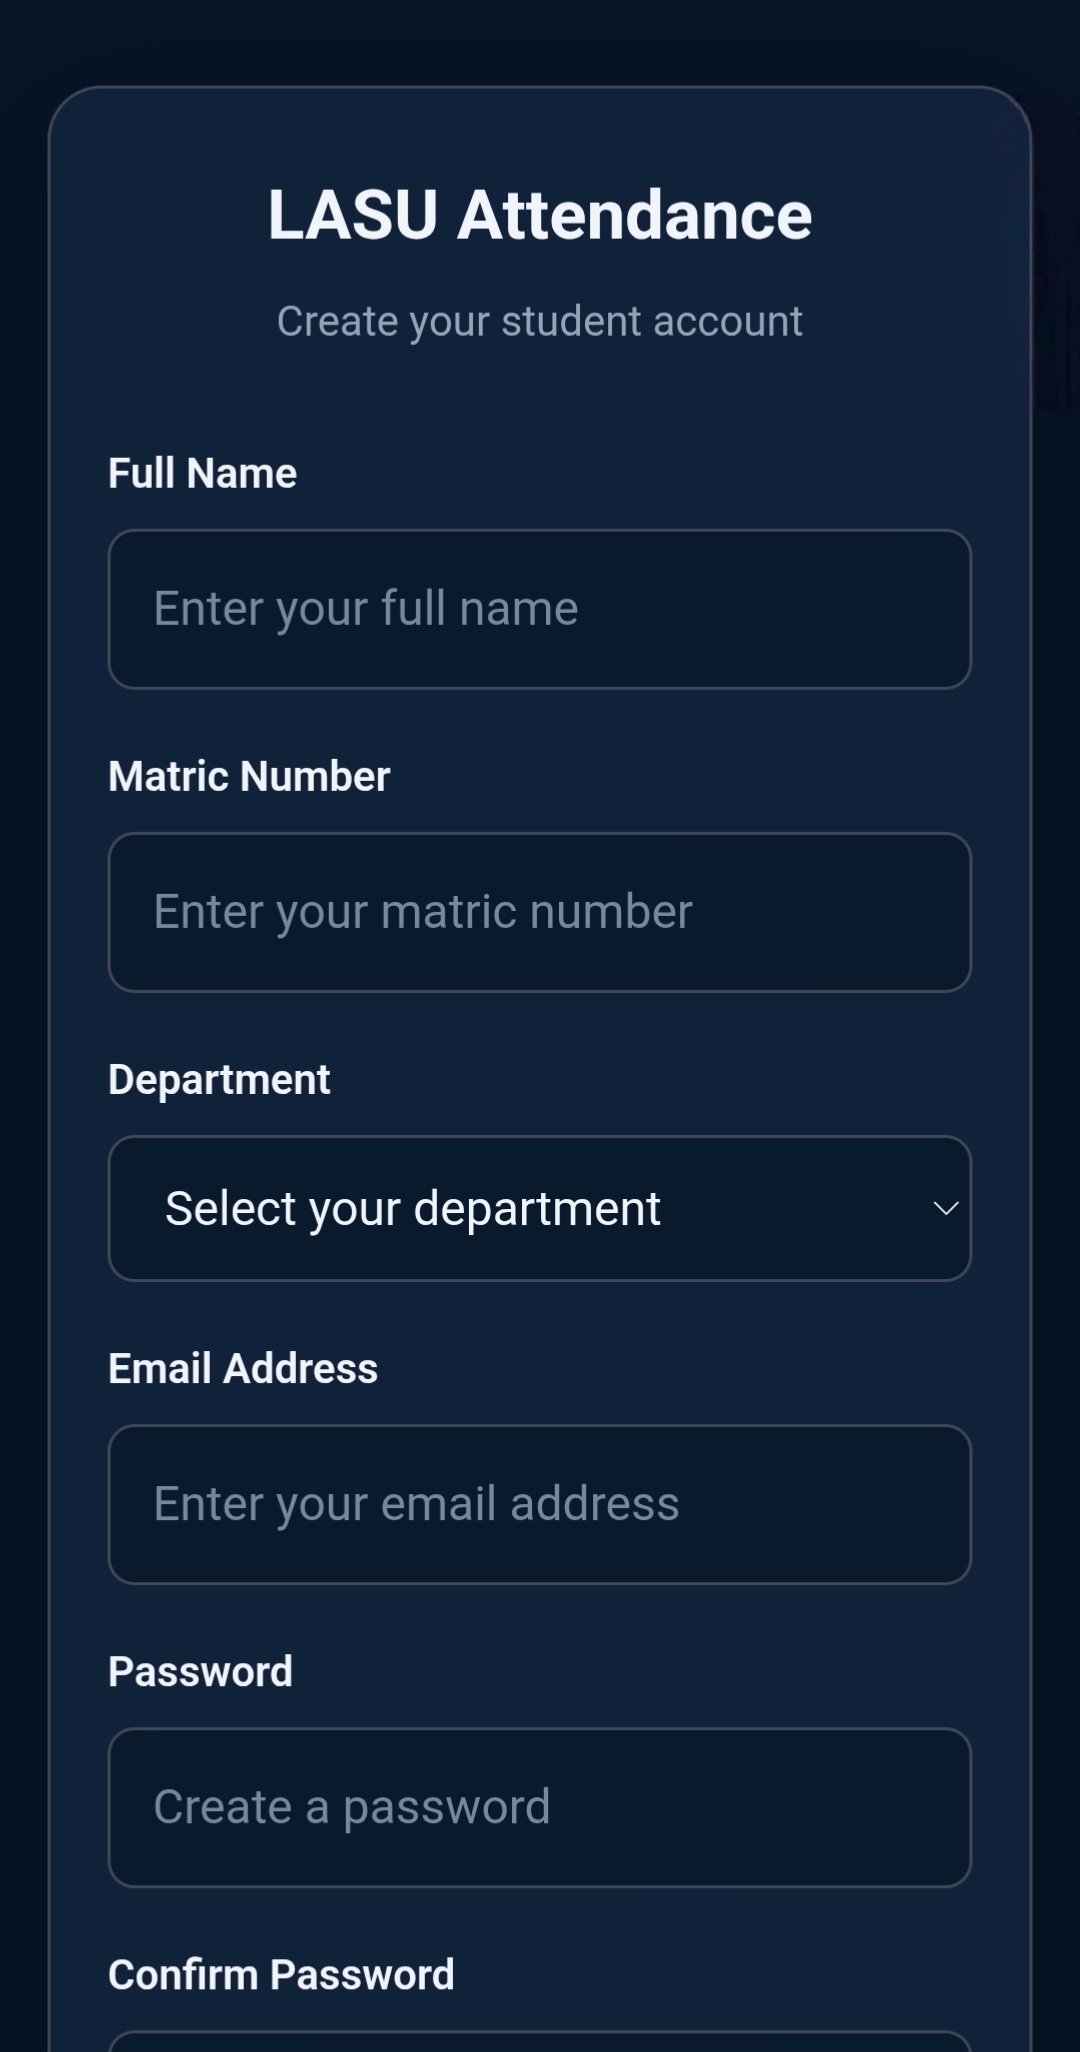 LASU Attendance
Create your student account
Full Name
Enter your full name
Matric Number
Enter your matric number
Department
Select your department
Email Address
Enter your email address
Password
Create a password
Confirm Password